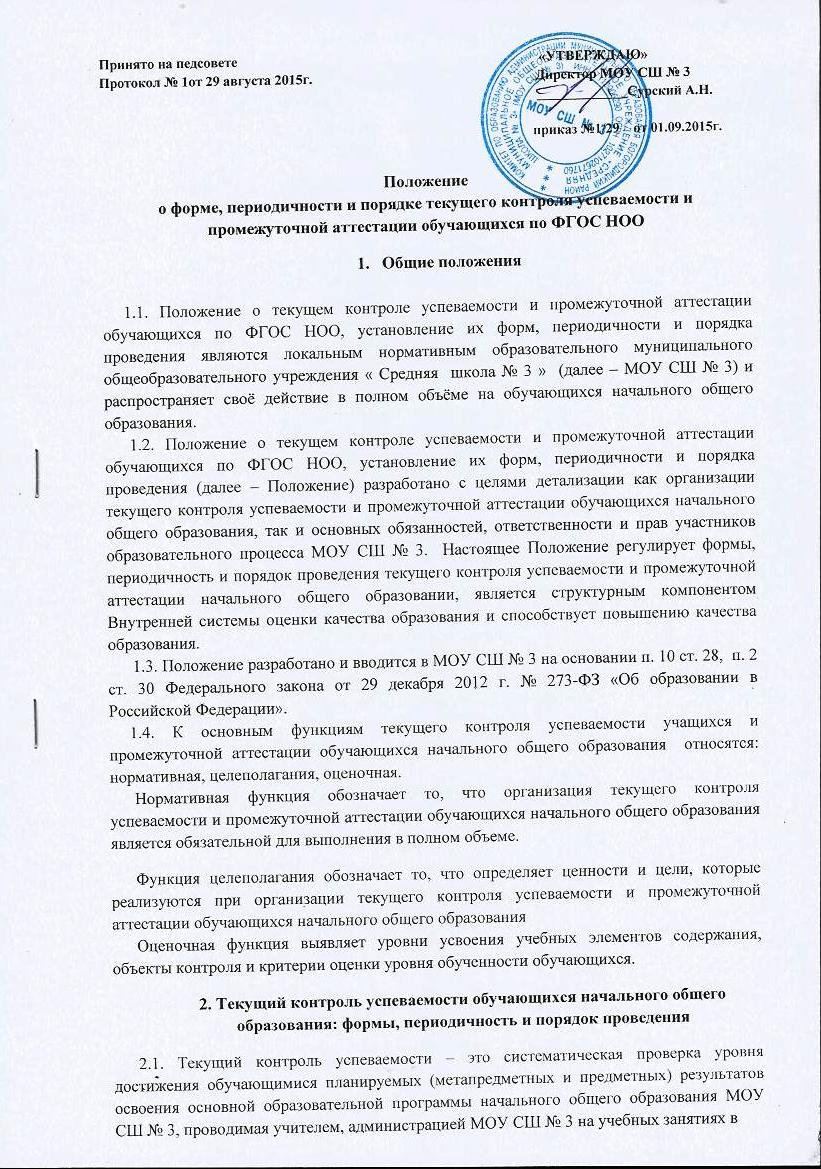 Принято на педсовете
Протокол № 1от 29 августа 2015г.
«УТВЕРЖДАЮ»
Директор МОУ СШ № 3
Сурский А.Н.
приказ №1/29 от 01.09.2015г.
МОУ СШ №
Положение
о форме, периодичности и порядке текущего контроля успеваемости и
промежуточной аттестации обучающихся по ФГОС НОО
1. Общие положения
1.1. Положение о текущем контроле успеваемости и промежуточной аттестации
обучающихся по ФГОС НОО, установление их форм, периодичности и порядка
проведения являются локальным нормативным образовательного муниципального
общеобразовательного учреждения « Средняя школа № 3 » (далее – МОУ СШ № 3) и
распространяет своё действие в полном объёме на обучающихся начального общего
образования.
1.2. Положение о текущем контроле успеваемости и промежуточной аттестации
обучающихся по ФГОС НОО, установление их форм, периодичности и порядка
проведения (далее – Положение) разработано с целями детализации как организации
текущего контроля успеваемости и промежуточной аттестации обучающихся начального
общего образования, так и основных обязанностей, ответственности и прав участников
образовательного процесса МОУ СШ № 3. Настоящее Положение регулирует формы,
периодичность и порядок проведения текущего контроля успеваемости и промежуточной
аттестации начального общего образовании, является структурным компонентом
Внутренней системы оценки качества образования и способствует повышению качества
образования.
1.3. Положение разработано и вводится в МОУ СШ № 3 на основании п. 10 ст. 28, п. 2
ст. 30 Федерального закона от 29 декабря 2012 г. № 273-ФЗ «Об образовании в
Российской Федерации».
1.4. К основным функциям текущего контроля успеваемости учащихся и
промежуточной аттестации обучающихся начального общего образования относятся:
нормативная, целеполагания, оценочная.
Нормативная функция обозначает то, что организация текущего контроля
успеваемости и промежуточной аттестации обучающихся начального общего образования
является обязательной для выполнения в полном объеме.
Функция целеполагания обозначает то, что определяет ценности и цели, которые
реализуются при организации текущего контроля успеваемости и промежуточной
аттестации обучающихся начального общего образования
Оценочная функция выявляет уровни усвоения учебных элементов содержания,
объекты контроля и критерии оценки уровня обученности обучающихся.
2. Текущий контроль успеваемости обучающихся начального общего
образования: формы, периодичность и порядок проведения
2.1. Текущий контроль успеваемости – это систематическая проверка уровня
достижения обучающимися планируемых (метапредметных и предметных) результатов
освоения основной образовательной программы начального общего образования МОУ
СШ № 3, проводимая учителем, администрацией МОУ СШ № 3 на учебных занятиях в